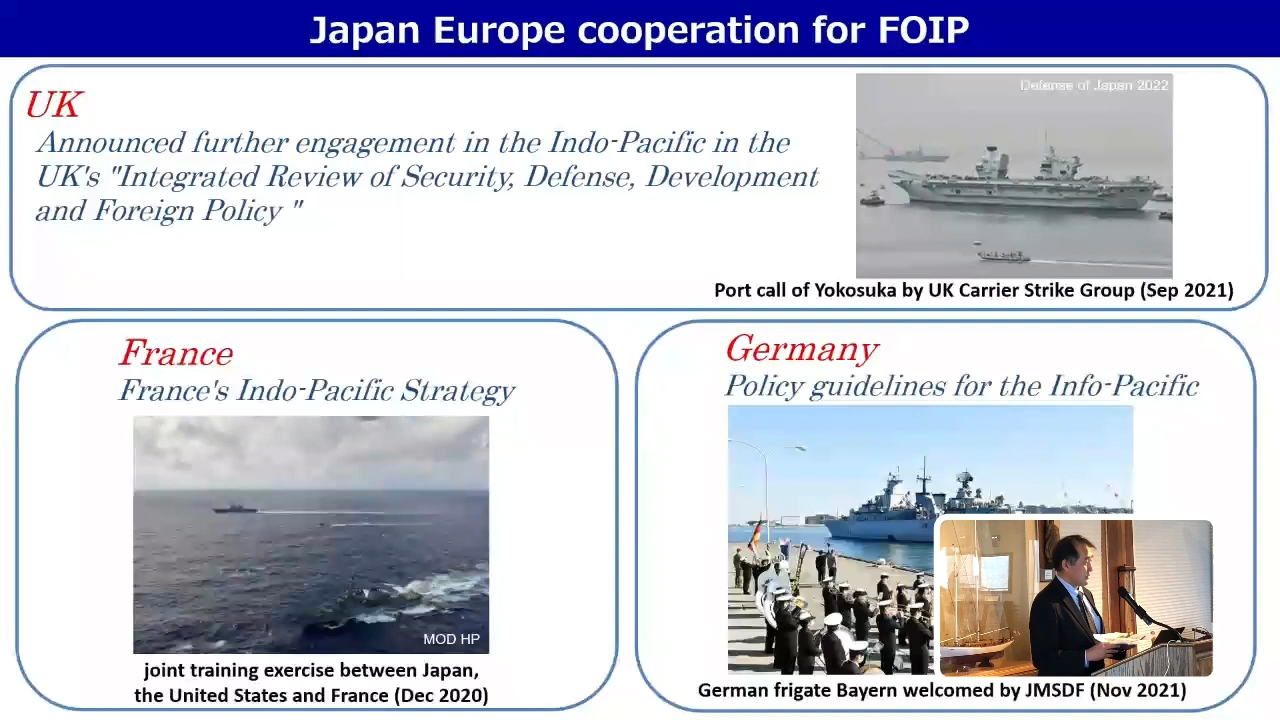 Japan Europe cooperation for FOIP
UK
Announced further engagement in the Indo-Pacific in the
UK's "Integrated Review of Security, Defense, Development
and Foreign Policy "
Defense of Japan 2022
Port call of Yokosuka by UK Carrier Strike Group (Sep 2021)
France
France's Indo-Pacific Strategy
MOD HP
joint training exercise between Japan,
the United States and France (Dec 2020)
Germany
Policy guidelines for the Info-Pacific
German frigate Bayern welcomed by JMSDF (Nov 2021)